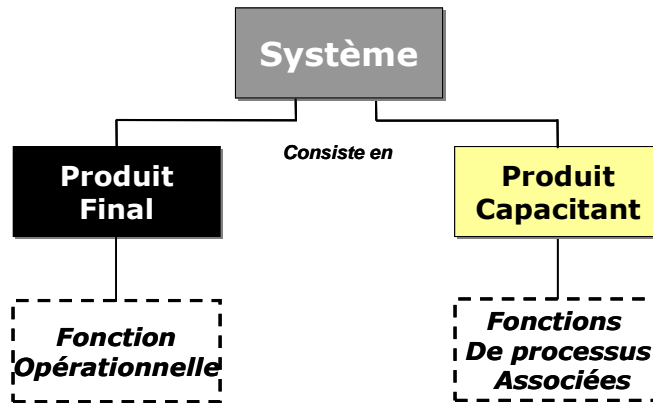 Système
Consiste en
Produit
Final
Produit
Capacitant
Fonction
Opérationnelle
Fonctions
De processus
Associées